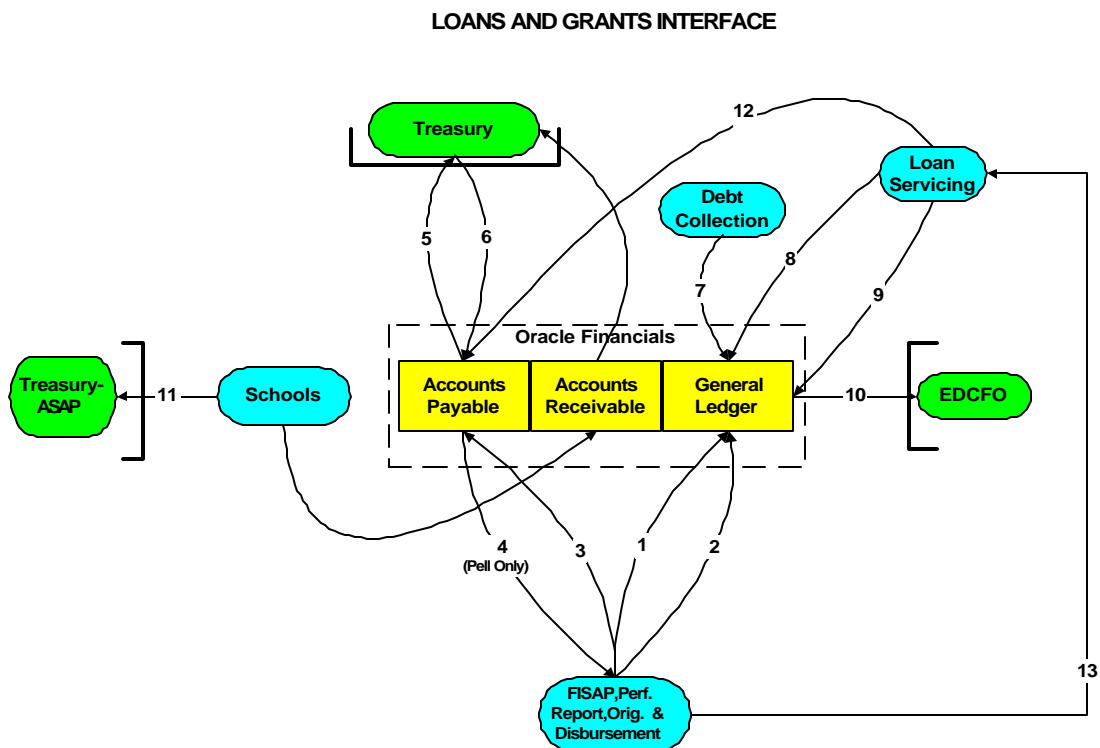 LOANS AND GRANTS INTERFACE
12
Treasury
Loan
Servicing
Debt
Collection
5
6
8
7
9
Oracle Financials
Treasury-
ASAP
11
Schools
Accounts
Payable
Accounts
Receivable
General
Ledger
10
EDCFO
4
(Pell Only)
3
1
2
13
FISAP,Perf.
Report,Orig. &
Disbursement